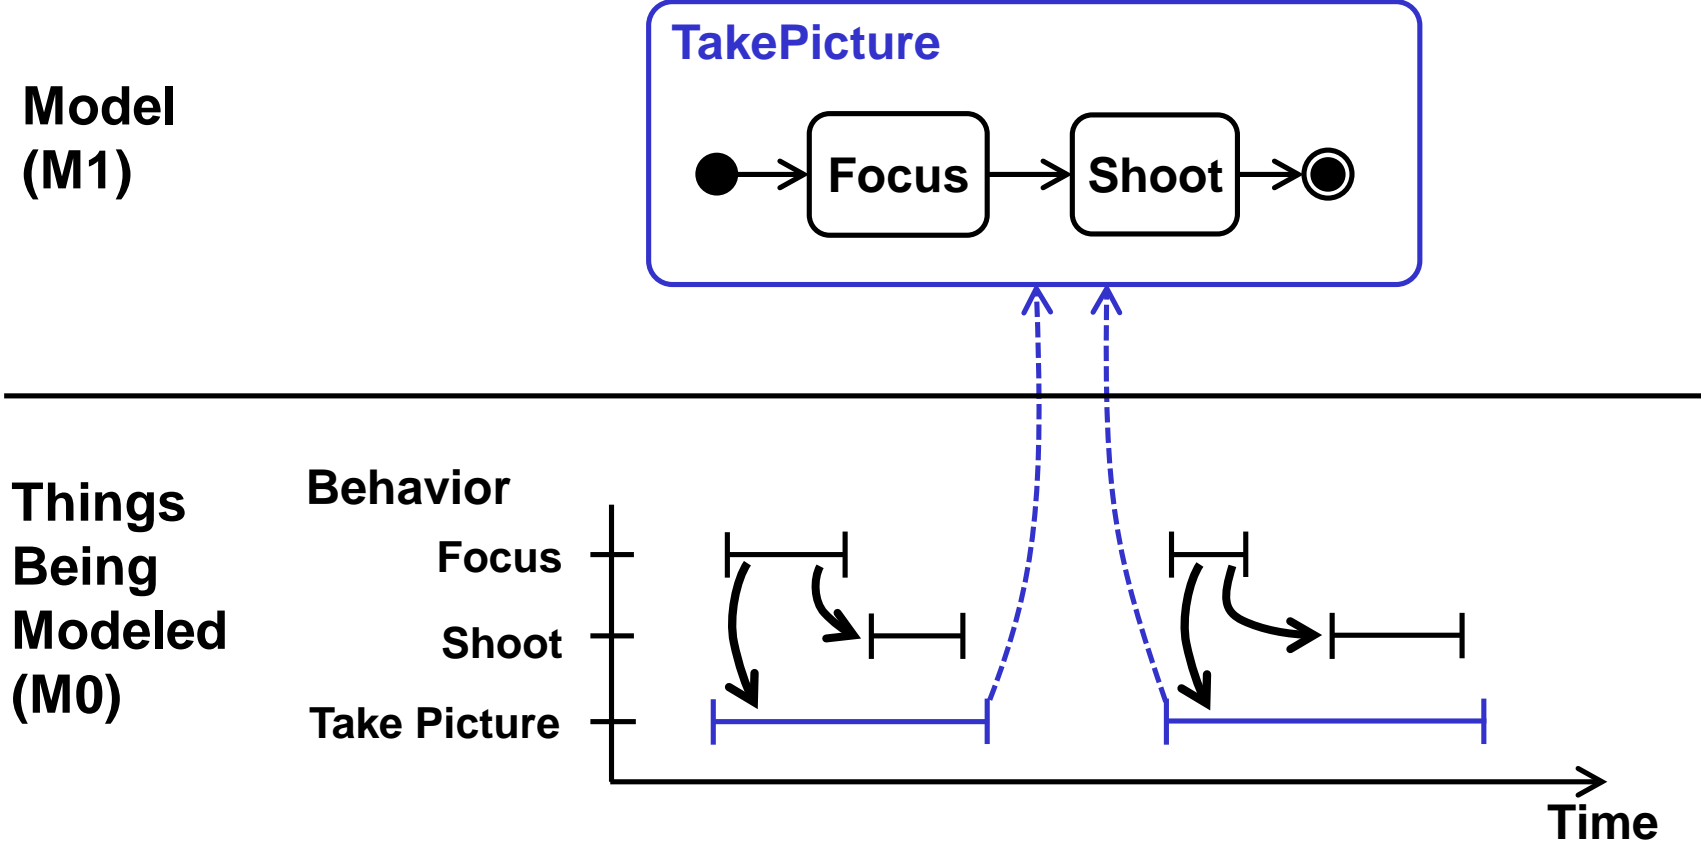 TakePicture
Model
(M1)
Focus
Shoot
Things
Being
Modeled
(M0)
Behavior
Focus
Shoot
Take Picture
Time